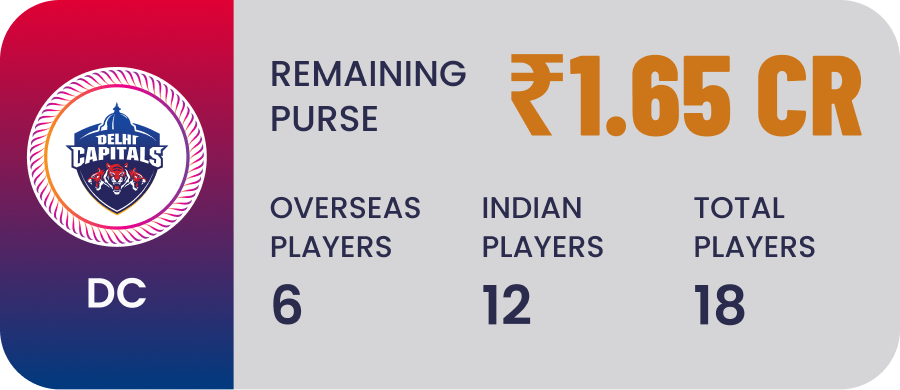 DELHI
CAPITALS
DC
REMAINING
PURSE
₹1.65 CR
OVERSEAS
PLAYERS
6
INDIAN
PLAYERS
12
TOTAL
PLAYERS
18